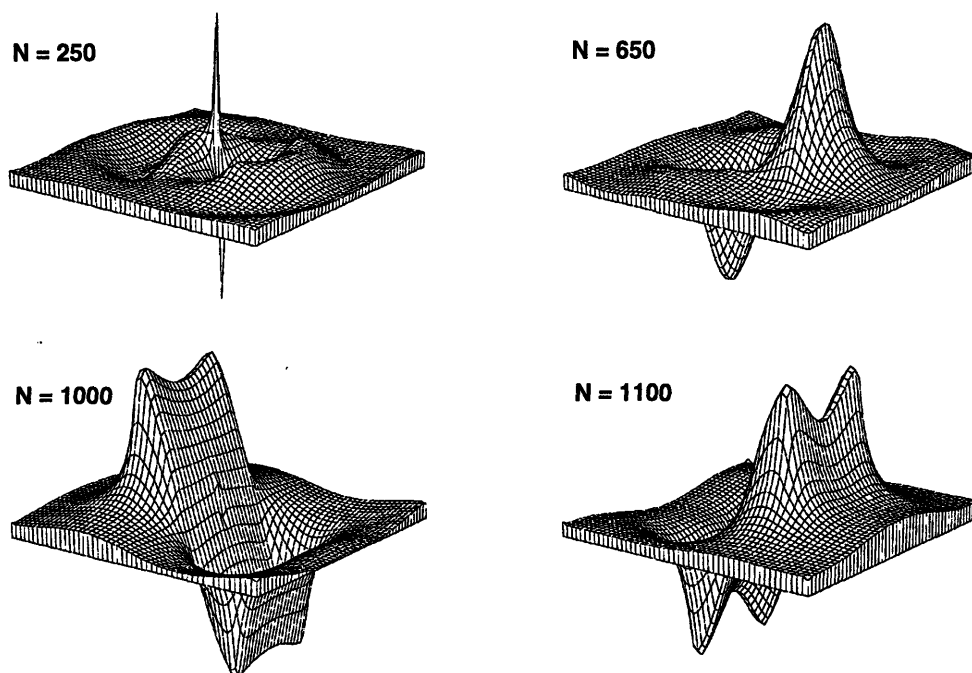 N = 250
N = 650
N = 1000
N = 1100